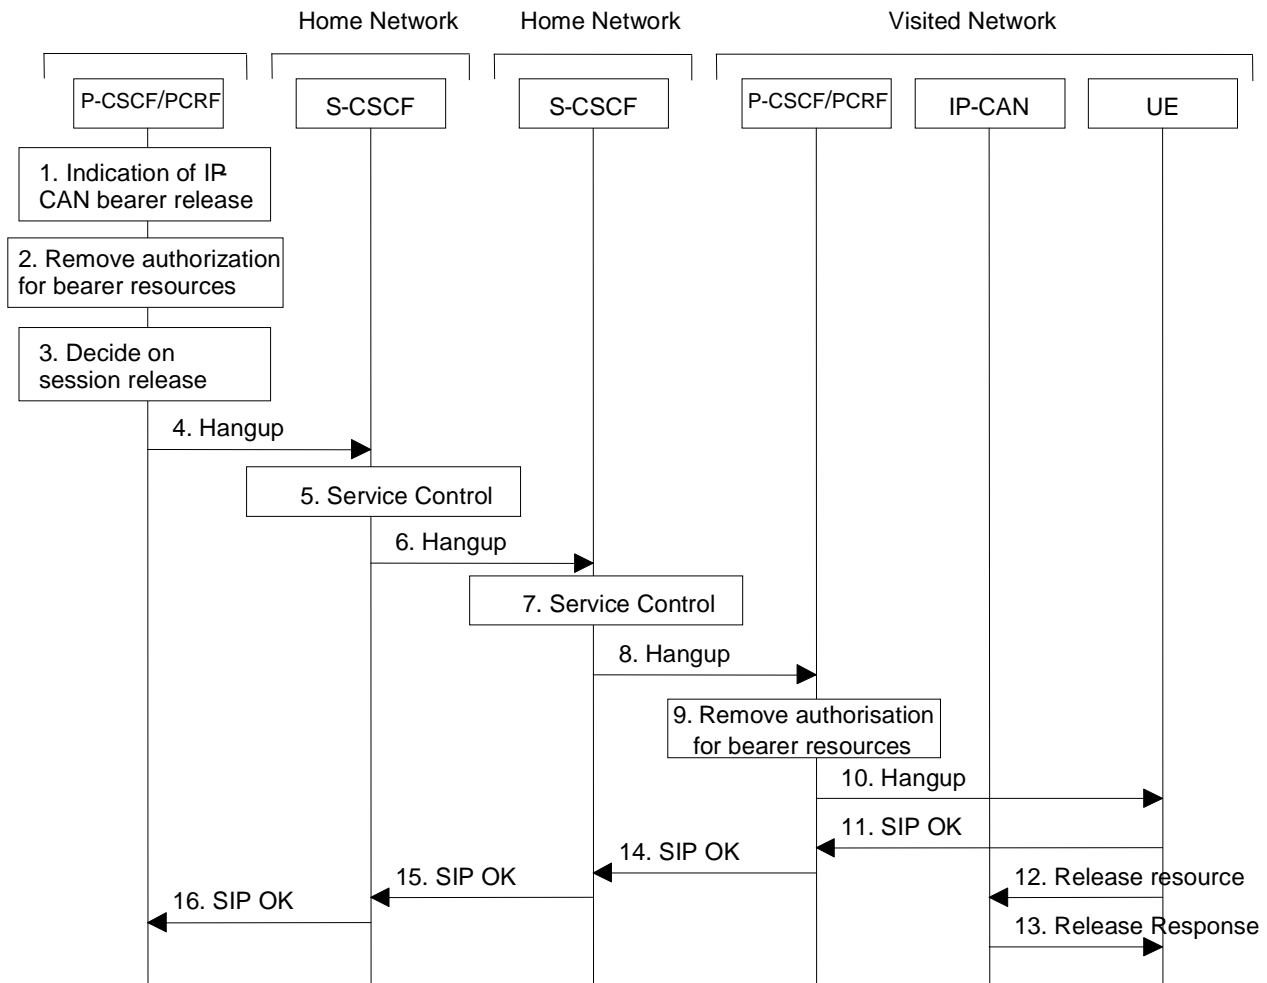 Home Network
Home Network
Visited Network
P-CSCF/PCRF
S-CSCF
S-CSCF
P-CSCF/PCRF
IP-CAN
UE
1. Indication of IP-
CAN bearer release
2. Remove authorization
for bearer resources
3. Decide on
session release
4. Hangup
5. Service Control
6. Hangup
7. Service Control
8. Hangup
9. Remove authorisation
for bearer resources
10. Hangup
11. SIP OK
14. SIP OK
15. SIP OK
12. Release resource
16. SIP OK
13. Release Response